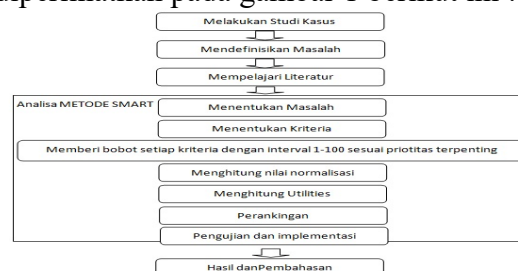 diperlihatkan pada gambar 1 berikut ini :
Melakukan Studi Kasus
Mendefinisikan Masalah
Mempelajari Literatur
Analisa METODE SMART
Menentukan Masalah
Menentukan Kriteria
Memberi bobot setiap kriteria dengan interval 1-100 sesuai priotitas terpenting
Menghitung nilai normalisasi
Menghitung Utilities
Perankingan
Pengujian dan implementasi
Hasil danPembahasan